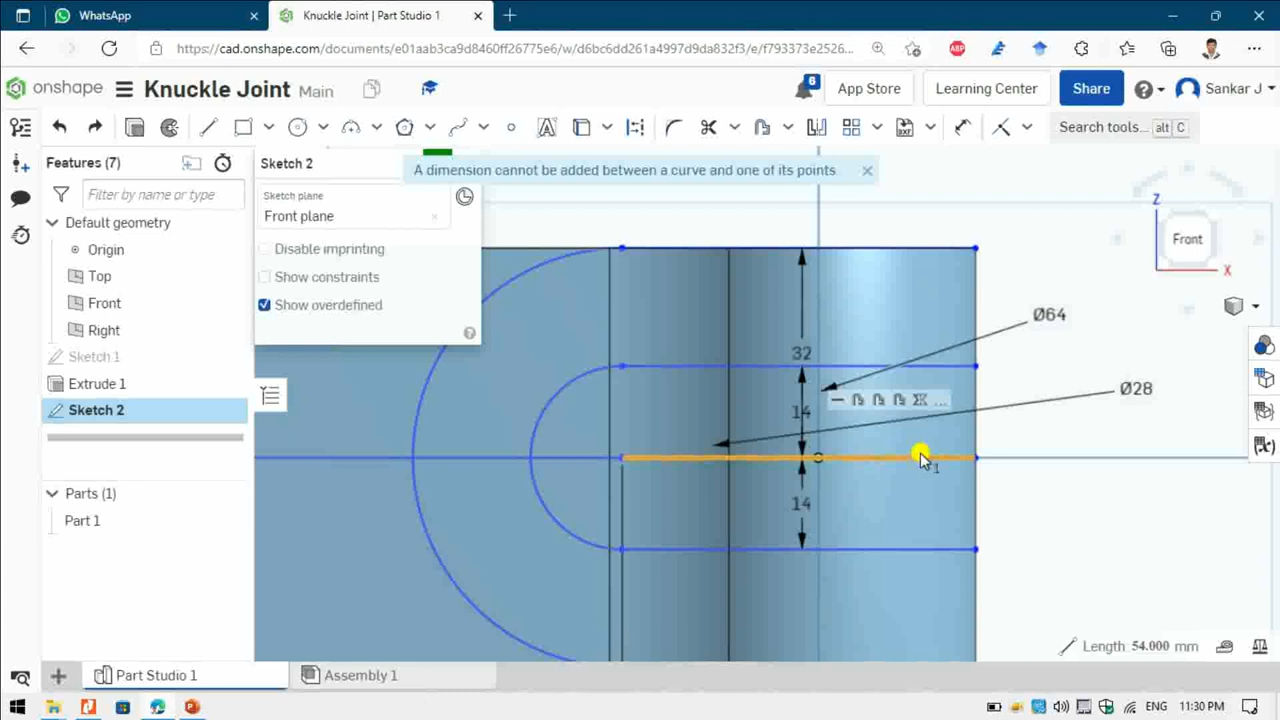 WhatsApp
Knuckle Joint | Part Studio 1
https://cad.onshape.com/documents/e01aab3ca9d8460ff26775e6/w/d6bc6dd261a4997d9da832f3/e/f793373e2526...
ABP
onshape
Knuckle Joint
Main
6
App Store
Learning Center
Share
Sankar J
Search tools...
alt
C
Features (7)
Sketch 2
A dimension cannot be added between a curve and one of its points
Filter by name or type
Sketch plane
Front plane
Default geometry
Origin
Top
Front
Right
Disable imprinting
Show constraints
Show overdefined
Sketch 1
Extrude 1
Sketch 2
Parts (1)
Part 1
Z
Front
X
Ø64
32
Ø28
14
1
14
Length 54.000 mm
Part Studio 1
Assembly 1
ENG
11:30 PM